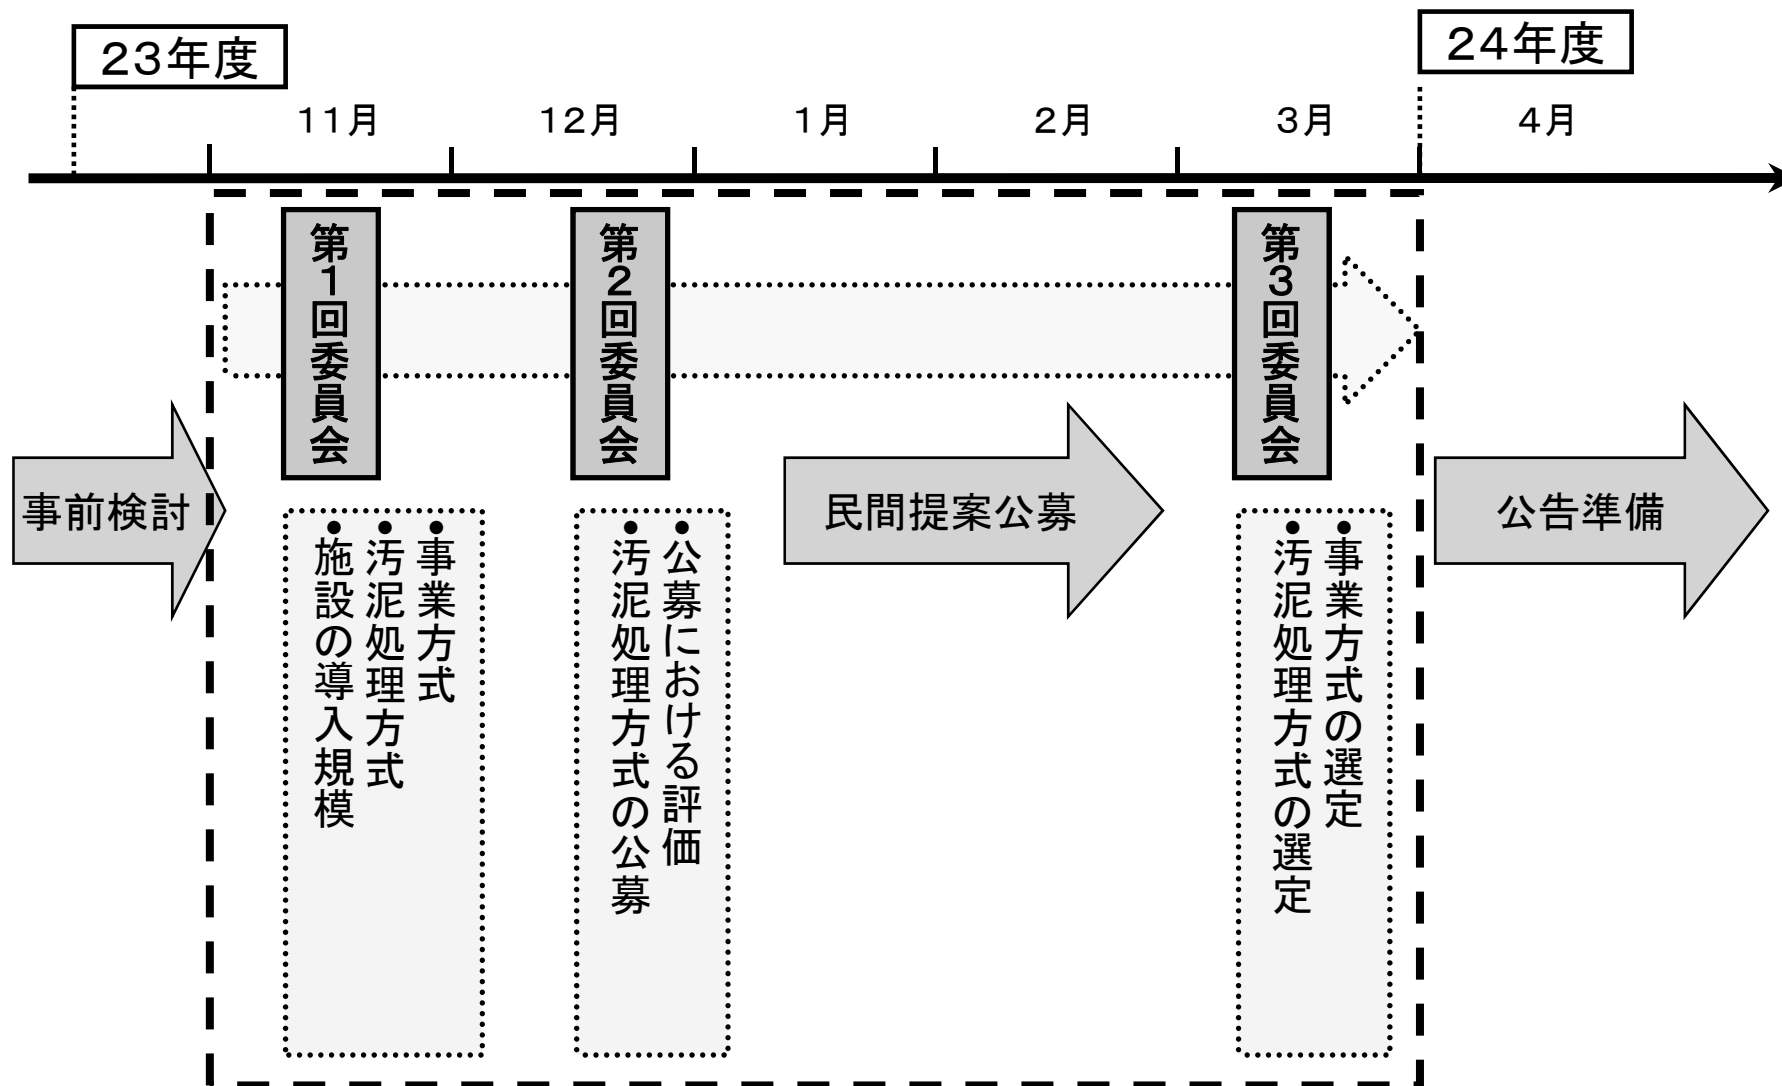 23年度
24年度
11月
12月
1月
2月
3月
4月
第1回委員会
第2回委員会
第3回委員会
事前検討
民間提案公募
公告準備
●事業方式
●汚泥処理方式
●施設の導入規模
●公募における評価
●汚泥処理方式の公募
●事業方式の選定
●汚泥処理方式の選定